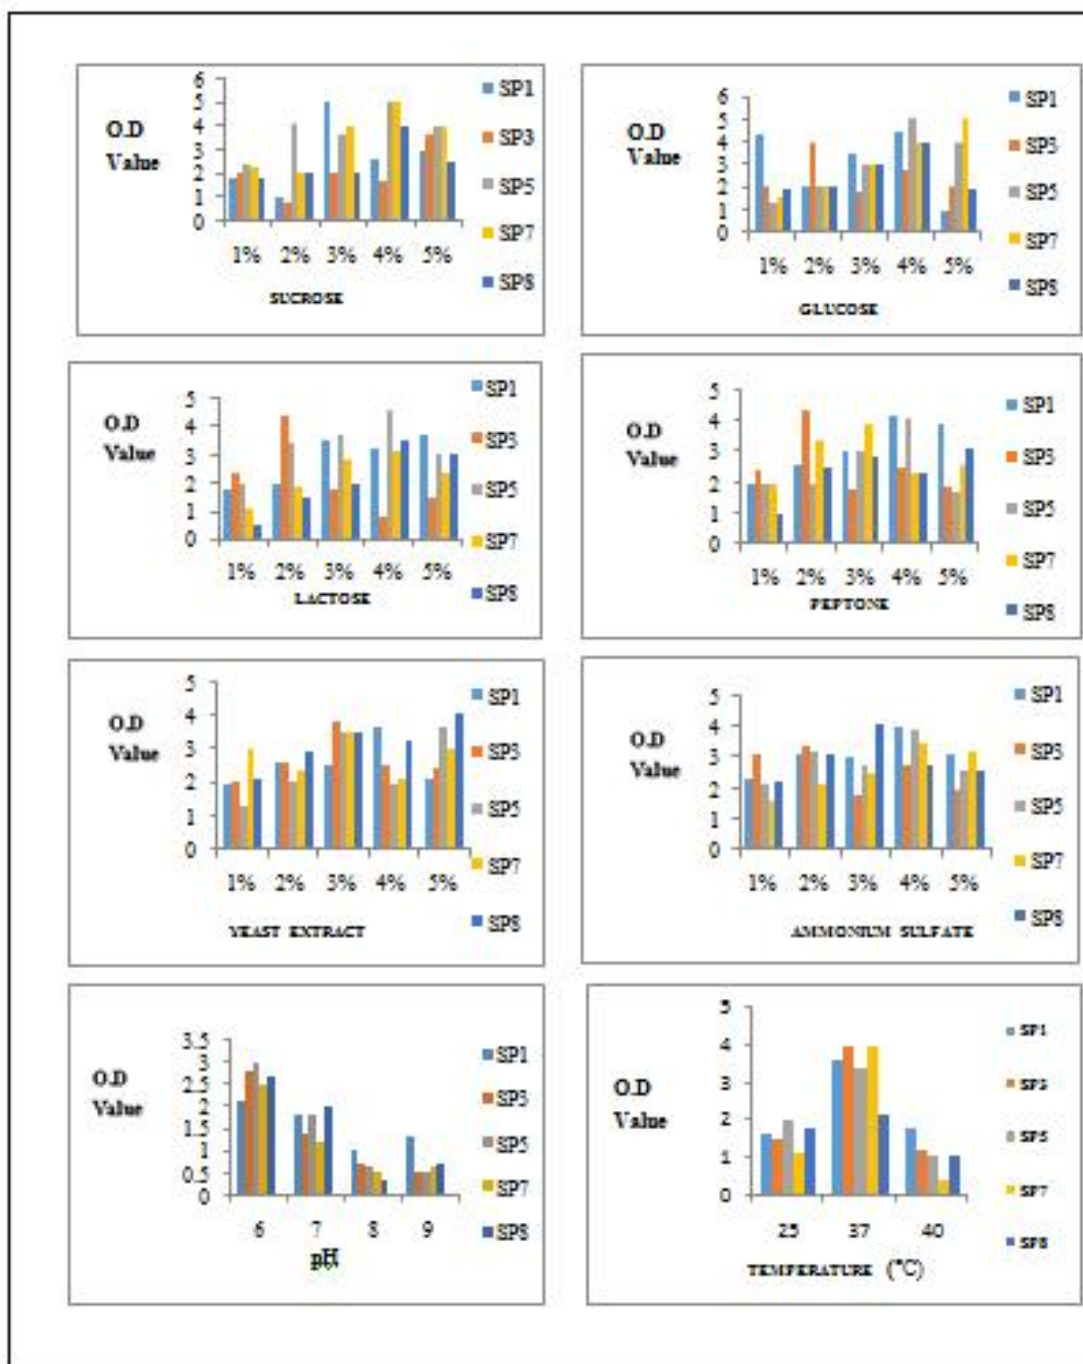 6
5
4
3
2
1
0
O.D
Value
1% 2% 3% 4% 5%
SUCROSE
SP1
SP3
SP5
SP7
SP8
6
5
4
3
2
1
0
O.D
Value
1% 2% 3% 4% 5%
GLUCOSE
SP1
SP3
SP5
SP7
SP8
5
4
3
2
1
0
O.D
Value
1% 2% 3% 4% 5%
LACTOSE
SP1
SP3
SP5
SP7
SP8
5
4
3
2
1
0
O.D
Value
1% 2% 3% 4% 5%
PEPTONE
SP1
SP3
SP5
SP7
SP8
5
4
3
2
1
0
O.D
Value
1% 2% 3% 4% 5%
YEAST EXTRACT
SP1
SP3
SP5
SP7
SP8
5
4
3
2
1
0
O.D
Value
1% 2% 3% 4% 5%
AMMONIUM SULFATE
SP1
SP3
SP5
SP7
SP8
3.5
3
2.5
2
1.5
1
0.5
0
O.D
Value
6 7 8 9
pH
SP1
SP3
SP5
SP7
SP8
5
4
3
2
1
0
O.D
Value
25 37 40
TEMPERATURE (°C)
SP1
SP3
SP5
SP7
SP8